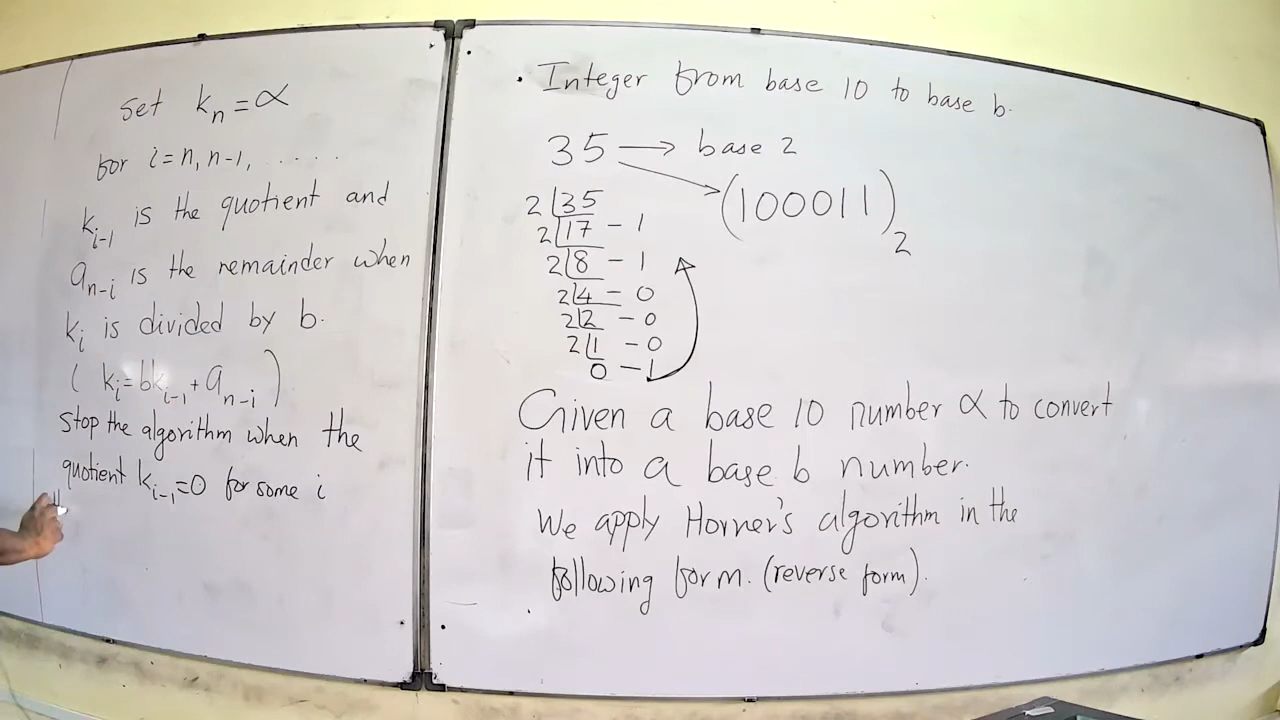 Set k_n = α
for i = n, n-1, .....
k_{i-1} is the quotient and
a_{n-i} is the remainder when
k_i is divided by b.
( k_i = bk_{i-1} + a_{n-i} )
stop the algorithm when the
quotient k_{i-1} = 0 for some i
• Integer from base 10 to base b.
35 → base 2
(100011)_2
2 | 35
2 | 17 - 1
2 | 8 - 1
2 | 4 - 0
2 | 2 - 0
2 | 1 - 0
0 - 1
Given a base 10 number α to convert
it into a base b number.
We apply Horner's algorithm in the
following form. (reverse form).